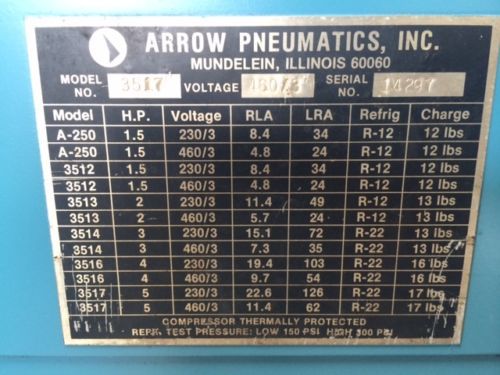 ARROW PNEUMATICS, INC.
MUNDELEIN, ILLINOIS 60060
MODEL NO. 3517 VOLTAGE 460/3 SERIAL NO. 14297
Model H.P. Voltage RLA LRA Refrig Charge
A-250 1.5 230/3 8.4 34 R-12 12 lbs
A-250 1.5 460/3 4.8 24 R-12 12 lbs
3512 1.5 230/3 8.4 34 R-12 12 lbs
3512 1.5 460/3 4.8 24 R-12 12 lbs
3513 2 230/3 11.4 49 R-12 13 lbs
3513 2 460/3 5.7 24 R-12 13 lbs
3514 3 230/3 15.1 72 R-22 13 lbs
3514 3 460/3 7.3 35 R-22 13 lbs
3516 4 230/3 19.4 103 R-22 16 lbs
3516 4 460/3 9.7 54 R-22 16 lbs
3517 5 230/3 22.6 126 R-22 17 lbs
3517 5 460/3 11.4 62 R-22 17 lbs
COMPRESSOR THERMALLY PROTECTED
REFR. TEST PRESSURE: LOW 150 PSI HIGH 300 PSI